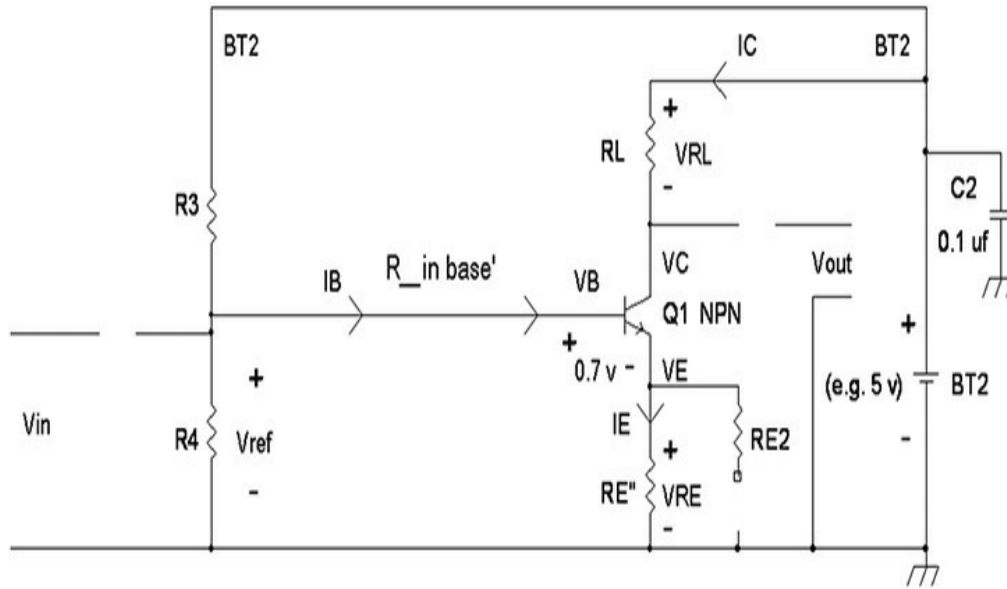 BT2
IC
BT2
+
RL
VRL
-
C2
0.1 uf
R3
VC
Vout
IB
R__in base'
VB
Q1 NPN
+
0.7 v
-
VE
+
(e.g. 5 v)
BT2
-
+
Vin
R4
Vref
-
IE
+
RE2
RE"
VRE
-